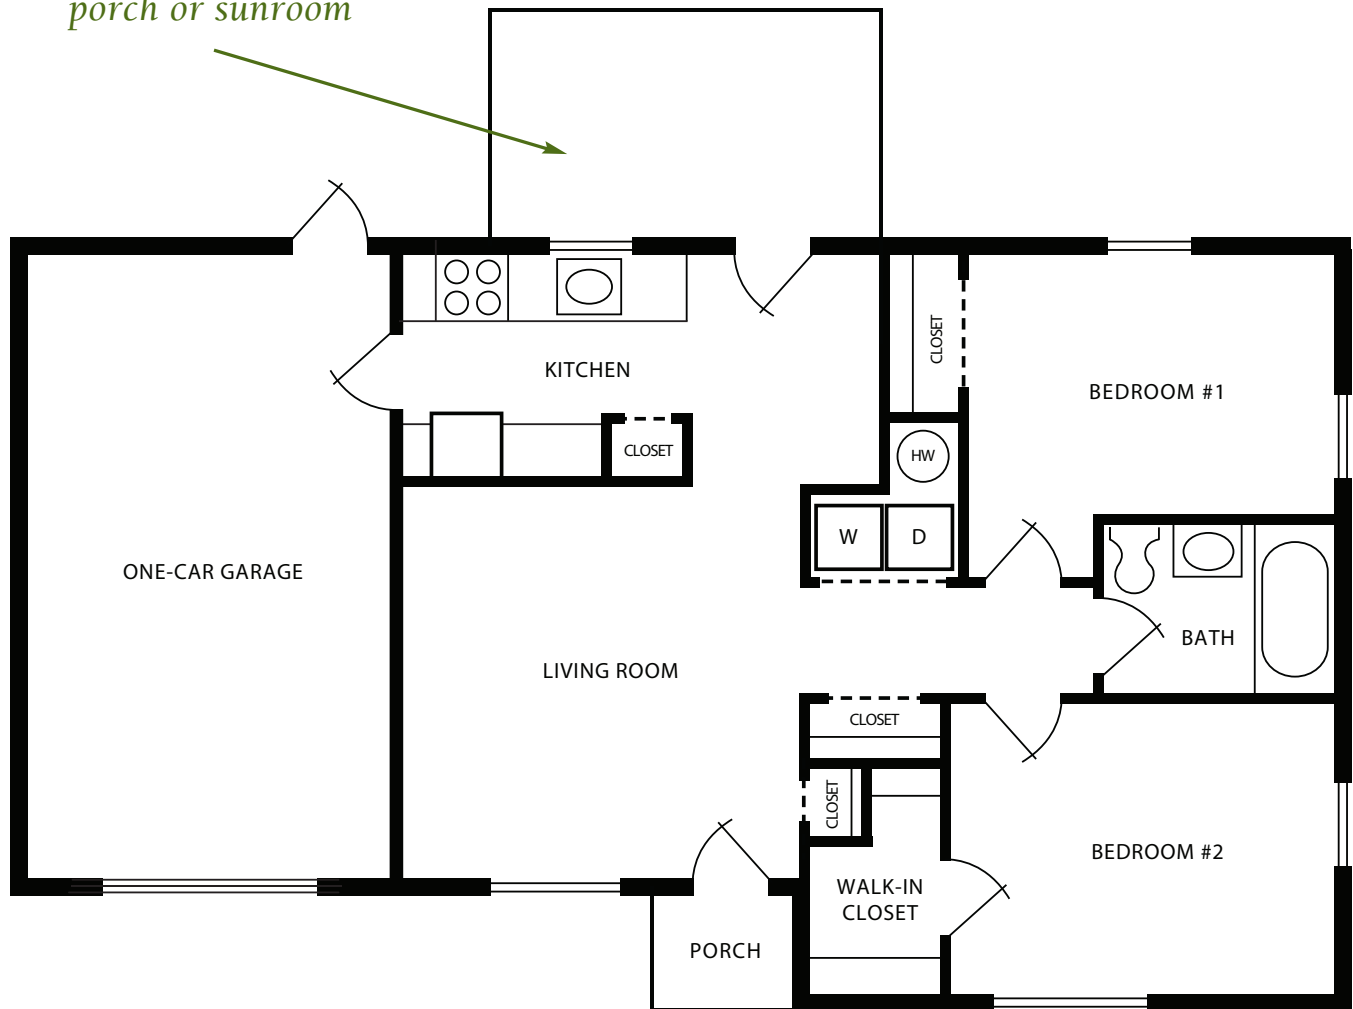 porch or sunroom
CLOSET
KITCHEN
BEDROOM #1
CLOSET
HW
W
D
ONE-CAR GARAGE
BATH
LIVING ROOM
CLOSET
CLOSET
BEDROOM #2
WALK-IN
CLOSET
PORCH